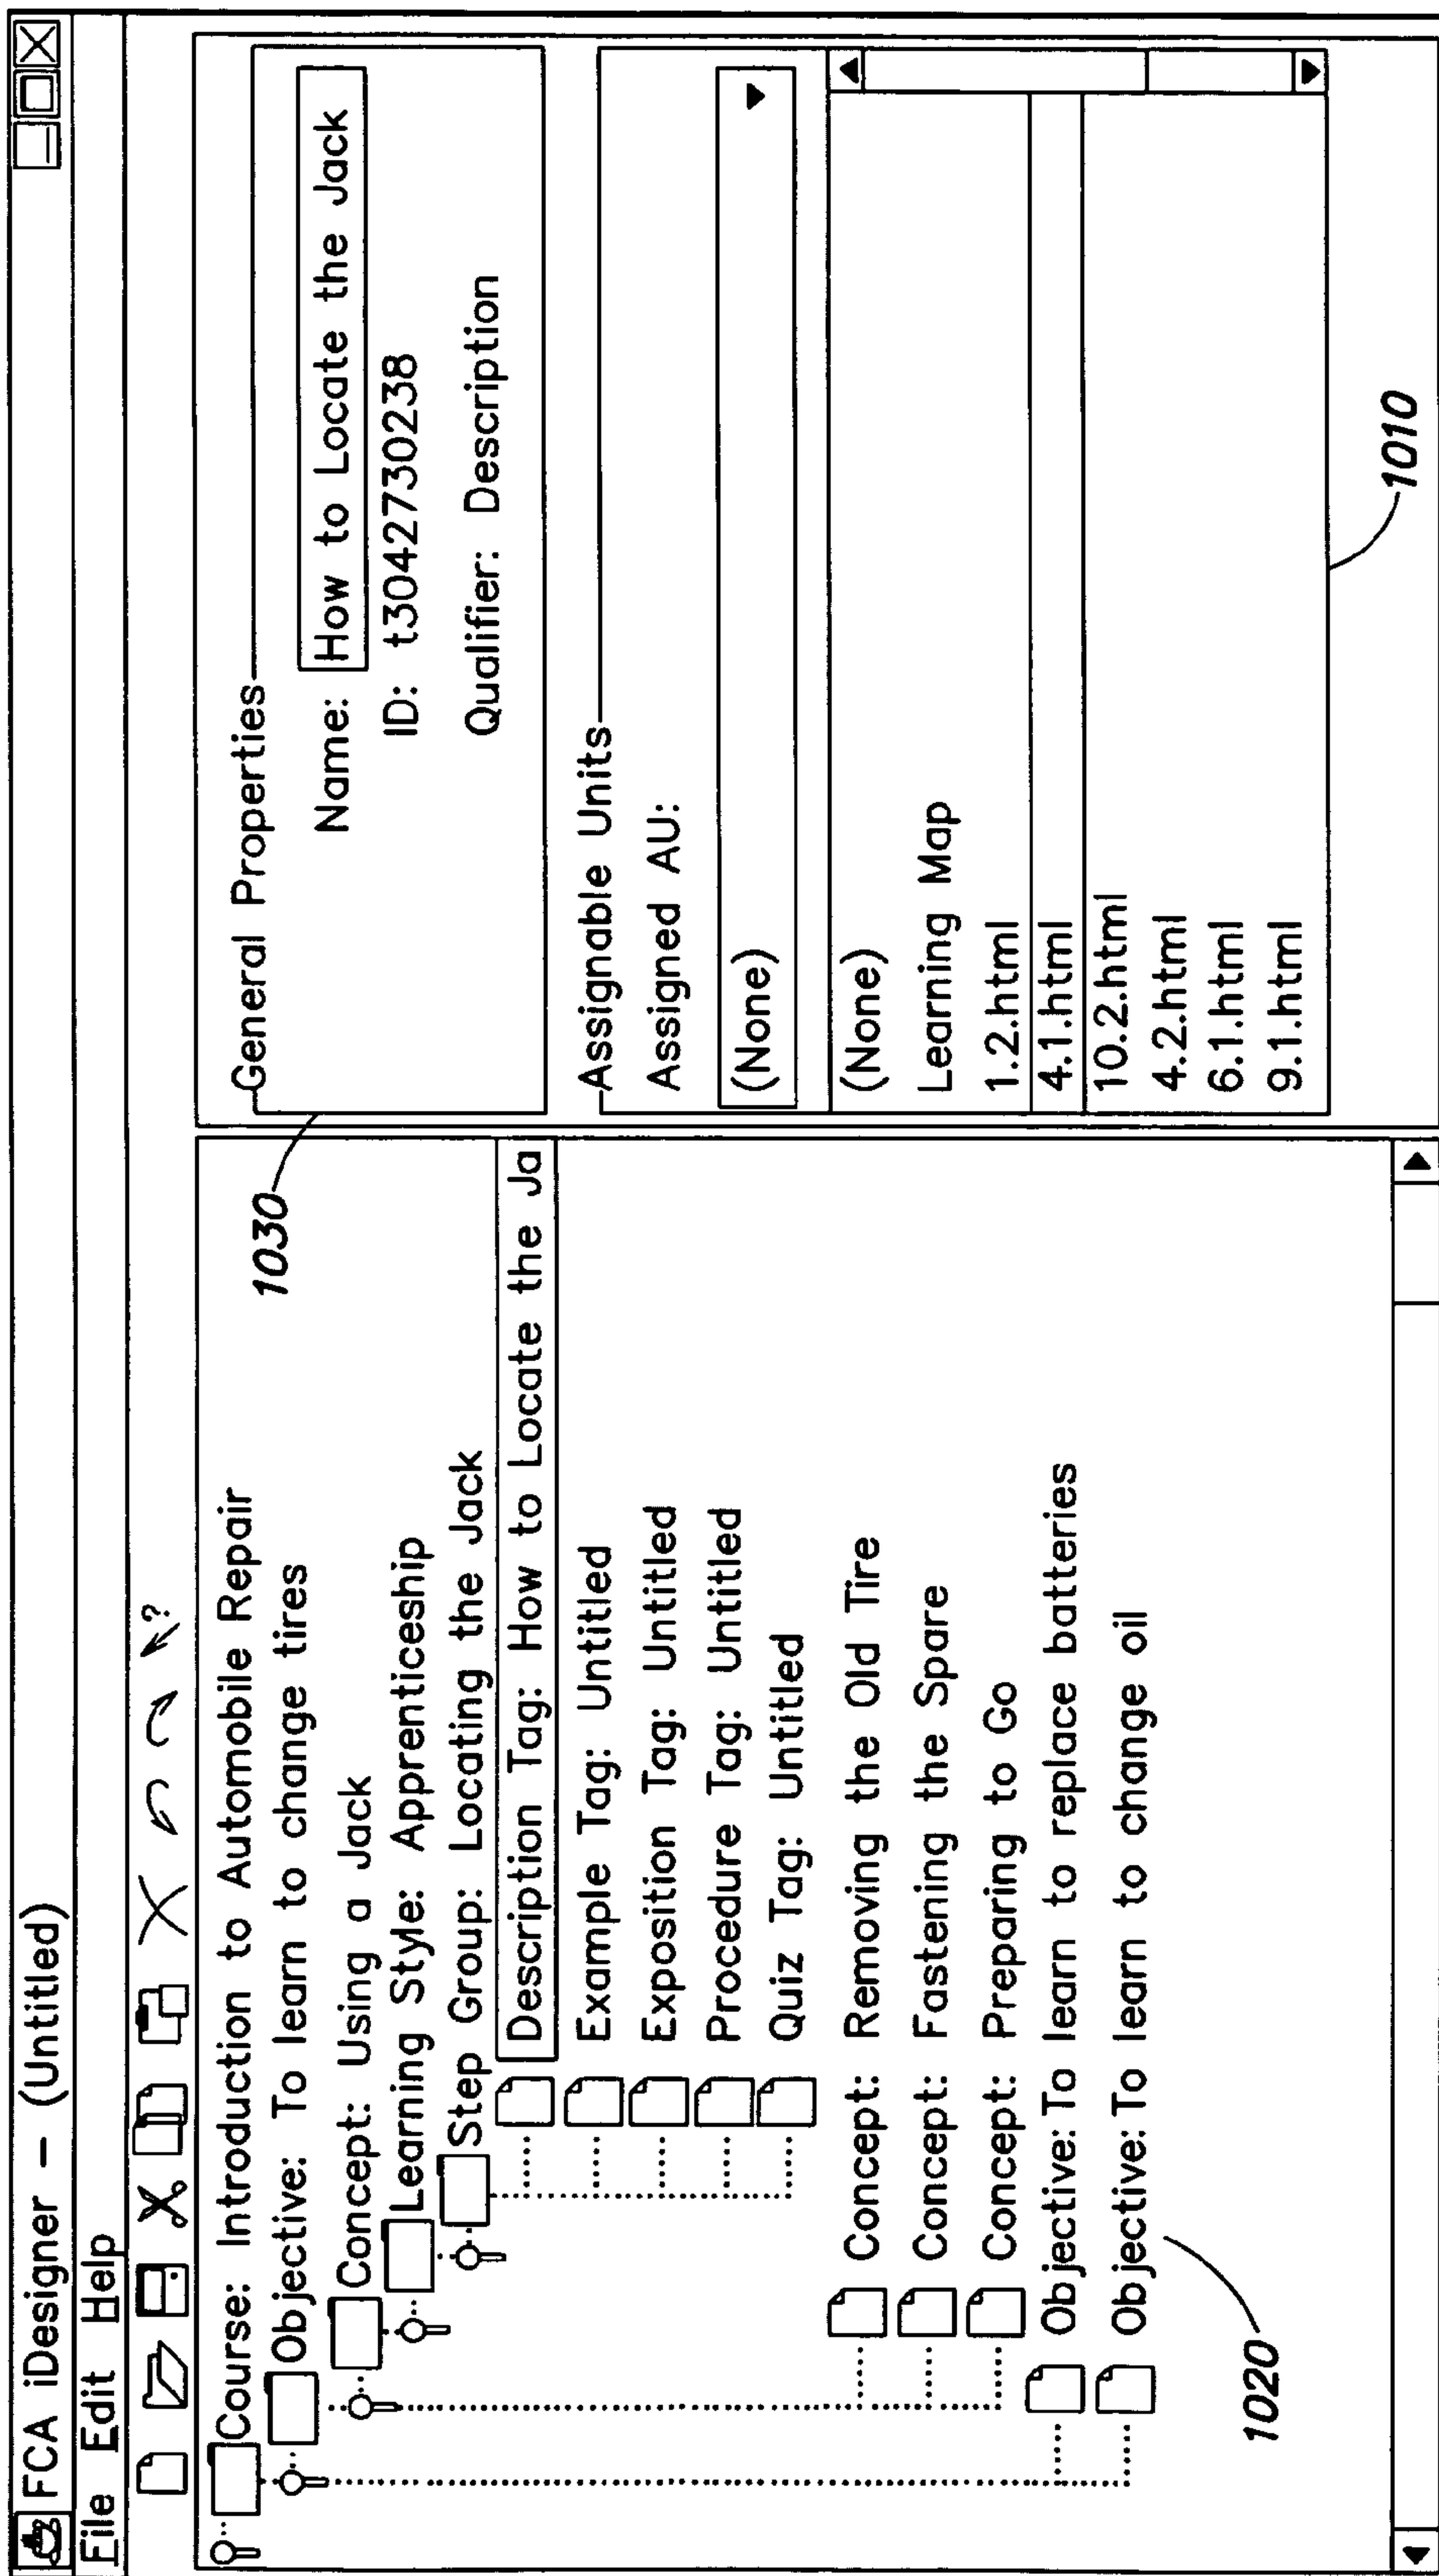 FCA iDesigner – (Untitled)
File Edit Help
?
Course: Introduction to Automobile Repair
Objective: To learn to change tires
Concept: Using a Jack
Learning Style: Apprenticeship
Step Group: Locating the Jack
Description Tag: How to Locate the Ja
Example Tag: Untitled
Exposition Tag: Untitled
Procedure Tag: Untitled
Quiz Tag: Untitled
Concept: Removing the Old Tire
Concept: Fastening the Spare
Concept: Preparing to Go
Objective: To learn to replace batteries
Objective: To learn to change oil
1020
1030
General Properties
Name: How to Locate the Jack
ID: t3042730238
Qualifier: Description
Assignable Units
Assigned AU:
(None)
(None)
Learning Map
1.2.html
4.1.html
10.2.html
4.2.html
6.1.html
9.1.html
1010